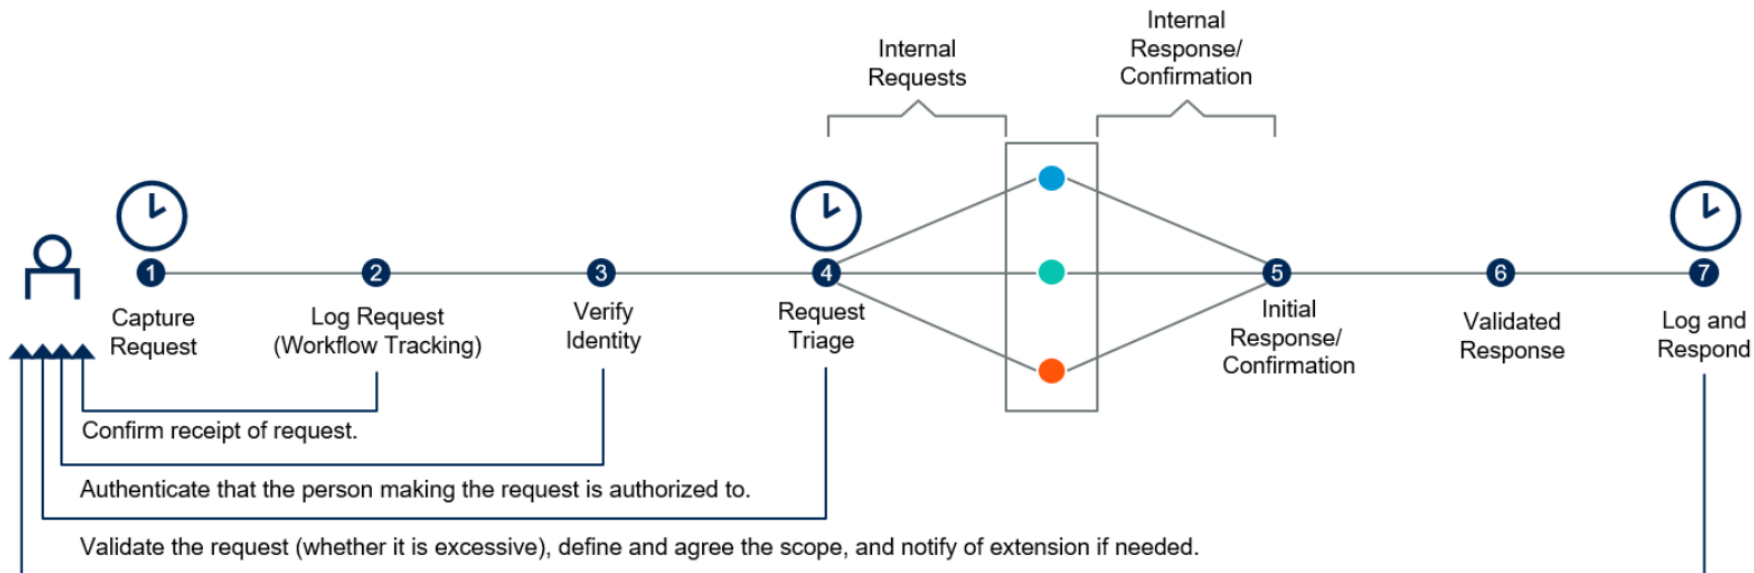 Internal
Requests
Internal
Response/
Confirmation
1
2
3
4
5
6
7
Capture
Request
Log Request
(Workflow Tracking)
Verify
Identity
Request
Triage
Initial
Response/
Confirmation
Validated
Response
Log and
Respond
Confirm receipt of request.
Authenticate that the person making the request is authorized to.
Validate the request (whether it is excessive), define and agree the scope, and notify of extension if needed.